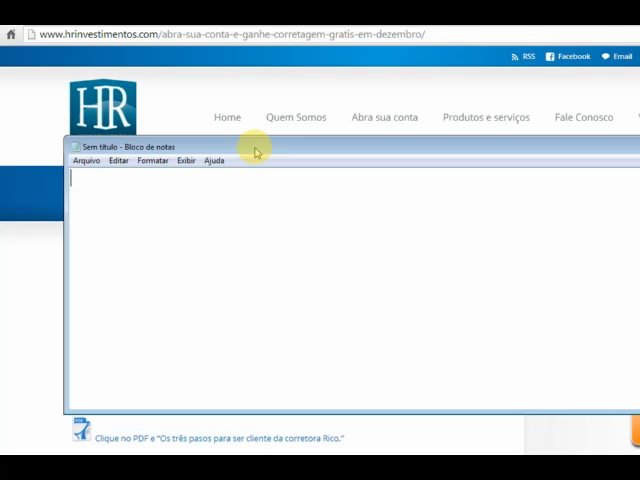 www.hrinvestimentos.com/abra-sua-conta-e-ganhe-corretagem-gratis-em-dezembro/
RSS Facebook Email
HR
Home Quem Somos Abra sua conta Produtos e serviços Fale Conosco
Sem título - Bloco de notas
Arquivo Editar Formatar Exibir Ajuda
PDF
Clique no PDF e “Os três pasos para ser cliente da corretora Rico.”